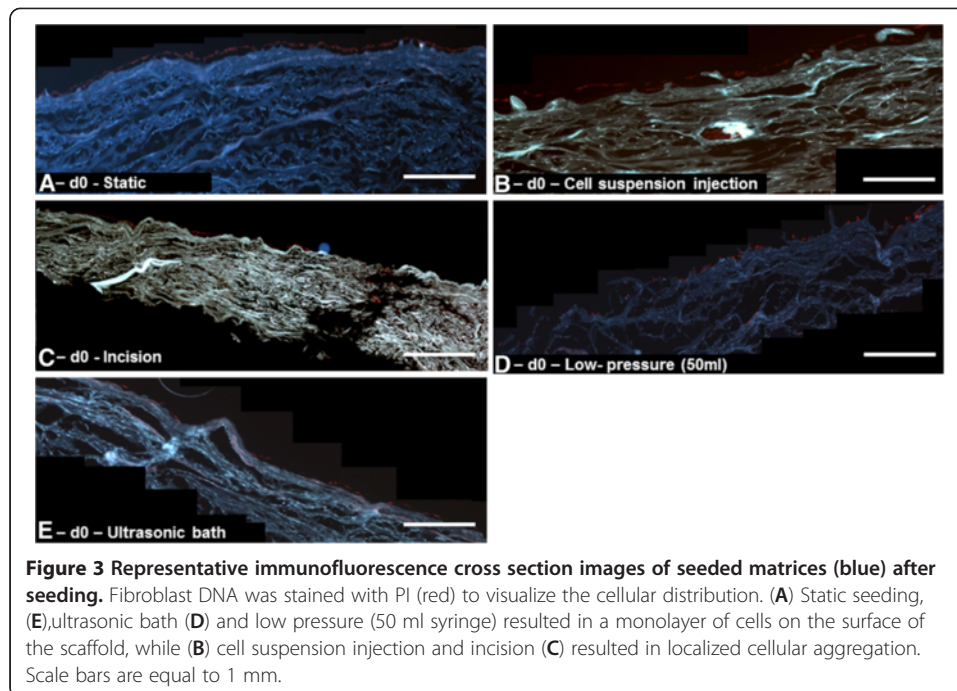 A – d0 - Static
B – d0 – Cell suspension injection
C – d0 - Incision
D – d0 – Low- pressure (50ml)
E – d0 – Ultrasonic bath
Figure 3 Representative immunofluorescence cross section images of seeded matrices (blue) after
seeding. Fibroblast DNA was stained with PI (red) to visualize the cellular distribution. (A) Static seeding,
(E),ultrasonic bath (D) and low pressure (50 ml syringe) resulted in a monolayer of cells on the surface of
the scaffold, while (B) cell suspension injection and incision (C) resulted in localized cellular aggregation.
Scale bars are equal to 1 mm.